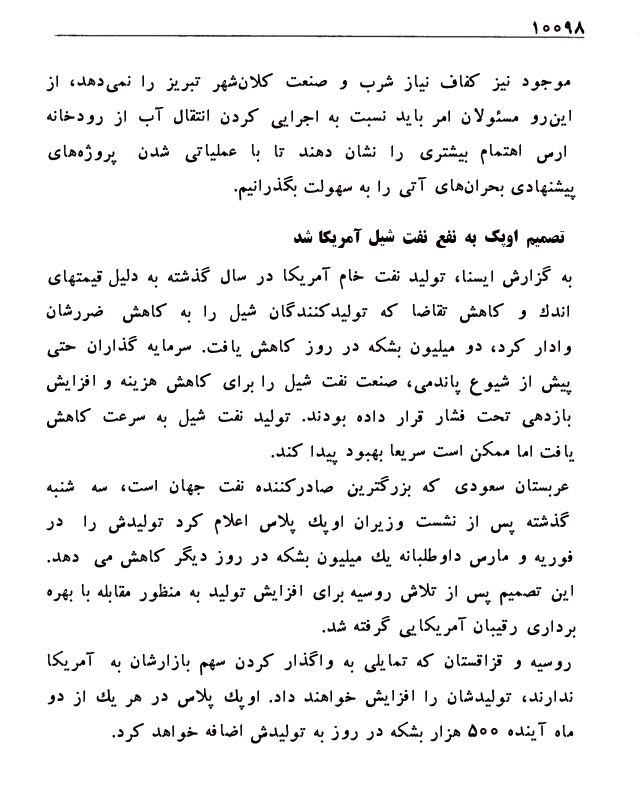 ۱۰۰۹۸
موجود نیز کفاف نیاز شرب و صنعت کلان‌شهر تبریز را نمی‌دهد، از
این‌رو مسئولان امر باید نسبت به اجرایی کردن انتقال آب از رودخانه
ارس اهتمام بیشتری را نشان دهند تا با عملیاتی شدن پروژه‌های
پیشنهادی بحران‌های آتی را به سهولت بگذرانیم.
تصمیم اوپک به نفع نفت شیل آمریکا شد
به گزارش ایسنا، تولید نفت خام آمریکا در سال گذشته به دلیل قیمتهای
اندك و کاهش تقاضا که تولیدکنندگان شیل را به کاهش ضررشان
وادار کرد، دو میلیون بشکه در روز کاهش یافت. سرمایه گذاران حتی
پیش از شیوع پاندمی، صنعت نفت شیل را برای کاهش هزینه و افزایش
بازدهی تحت فشار قرار داده بودند. تولید نفت شیل به سرعت کاهش
یافت اما ممکن است سریعا بهبود پیدا کند.
عربستان سعودی که بزرگترین صادرکننده نفت جهان است، سه شنبه
گذشته پس از نشست وزیران اوپك پلاس اعلام کرد تولیدش را در
فوریه و مارس داوطلبانه يك میلیون بشکه در روز دیگر کاهش می دهد.
این تصمیم پس از تلاش روسیه برای افزایش تولید به منظور مقابله با بهره
برداری رقیبان آمریکایی گرفته شد.
روسیه و قزاقستان که تمایلی به واگذار کردن سهم بازارشان به آمریکا
ندارند، تولیدشان را افزایش خواهند داد. اوپك پلاس در هر يك از دو
ماه آینده ۵۰۰ هزار بشکه در روز به تولیدش اضافه خواهد کرد.